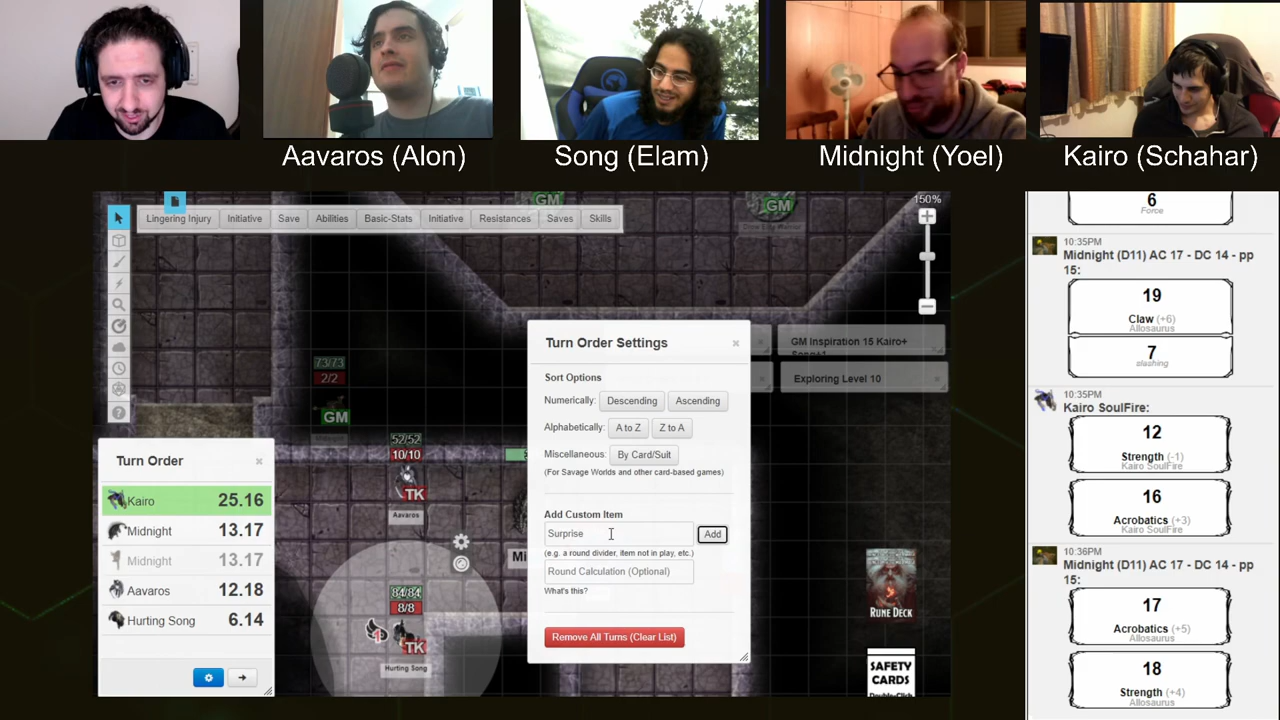 Aavaros (Alon)
Song (Elam)
Midnight (Yoel)
Kairo (Schahar)
GM
GM
150%
Lingering Injury
Initiative
Save
Abilities
Basic-Stats
Initiative
Resistances
Saves
Skills
GM Inspiration 15 Kairo+
Song+1
Exploring Level 10
73/73
2/2
GM
52/52
10/10
TK
Aavaros
84/84
8/8
1
TK
Hurting Song
Mi
Turn Order
Kairo 25.16
Midnight 13.17
Midnight 13.17
Aavaros 12.18
Hurting Song 6.14
Turn Order Settings
Sort Options
Numerically: Descending Ascending
Alphabetically: A to Z Z to A
Miscellaneous: By Card/Suit
(For Savage Worlds and other card-based games)
Add Custom Item
Surprise Add
(e.g. a round divider, item not in play, etc.)
Round Calculation (Optional)
What's this?
Remove All Turns (Clear List)
RUNE DECK
SAFETY
CARDS
Double-Click
6
Force
10:35PM
Midnight (D11) AC 17 - DC 14 - pp
15:
19
Claw (+6)
Allosaurus
7
slashing
10:35PM
Kairo SoulFire:
12
Strength (-1)
Kairo SoulFire
16
Acrobatics (+3)
Kairo SoulFire
10:36PM
Midnight (D11) AC 17 - DC 14 - pp
15:
17
Acrobatics (+5)
Allosaurus
18
Strength (+4)
Allosaurus